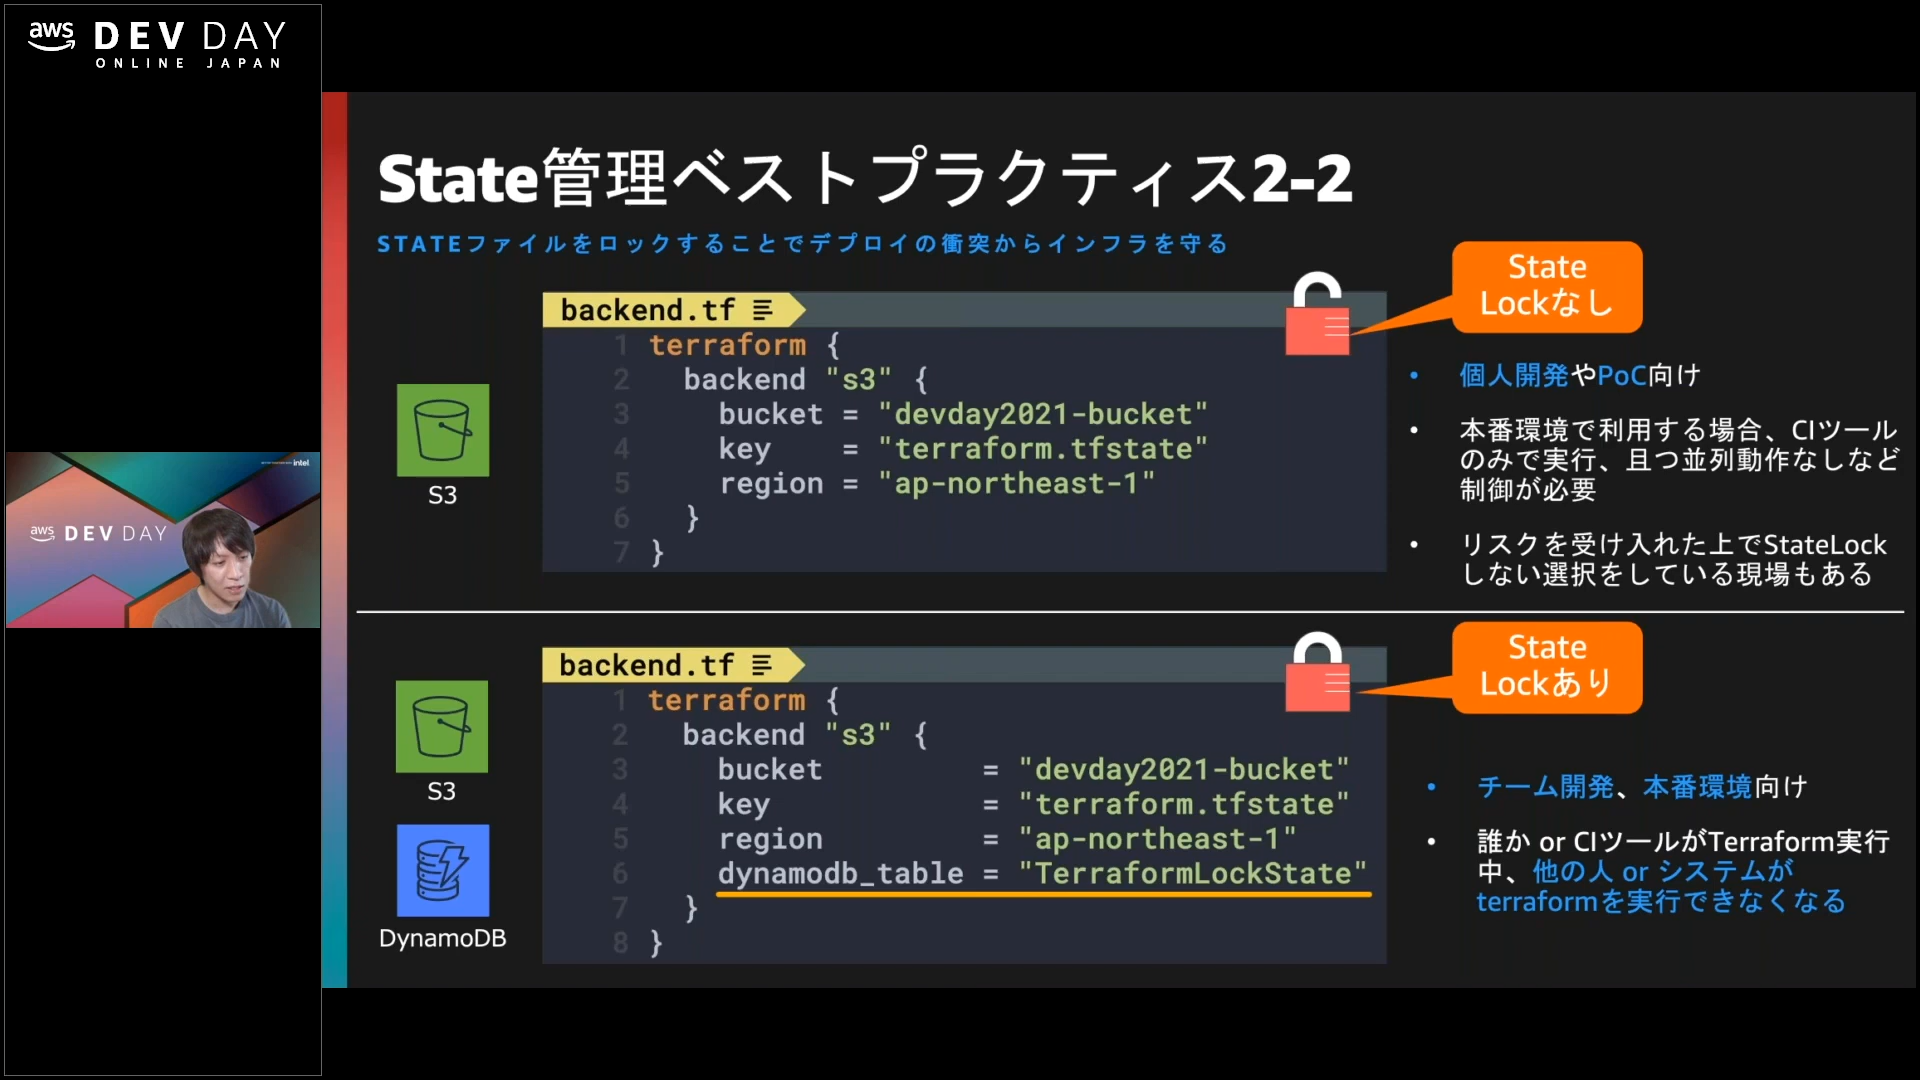 aws DEV DAY
ONLINE JAPAN
intel
aws DEV DAY
State管理ベストプラクティス2-2
STATEファイルをロックすることでデプロイの衝突からインフラを守る
State
Lockなし
backend.tf
1 terraform {
2 backend "s3" {
3 bucket = "devday2021-bucket"
4 key = "terraform.tfstate"
5 region = "ap-northeast-1"
6 }
7 }
S3
• 個人開発やPoC向け
• 本番環境で利用する場合、CIツール
のみで実行、且つ並列動作なしなど
制御が必要
• リスクを受け入れた上でStateLock
しない選択をしている現場もある
State
Lockあり
backend.tf
1 terraform {
2 backend "s3" {
3 bucket = "devday2021-bucket"
4 key = "terraform.tfstate"
5 region = "ap-northeast-1"
6 dynamodb_table = "TerraformLockState"
7 }
8 }
S3
DynamoDB
• チーム開発、本番環境向け
• 誰か or CIツールがTerraform実行
中、他の人 or システムが
terraformを実行できなくなる